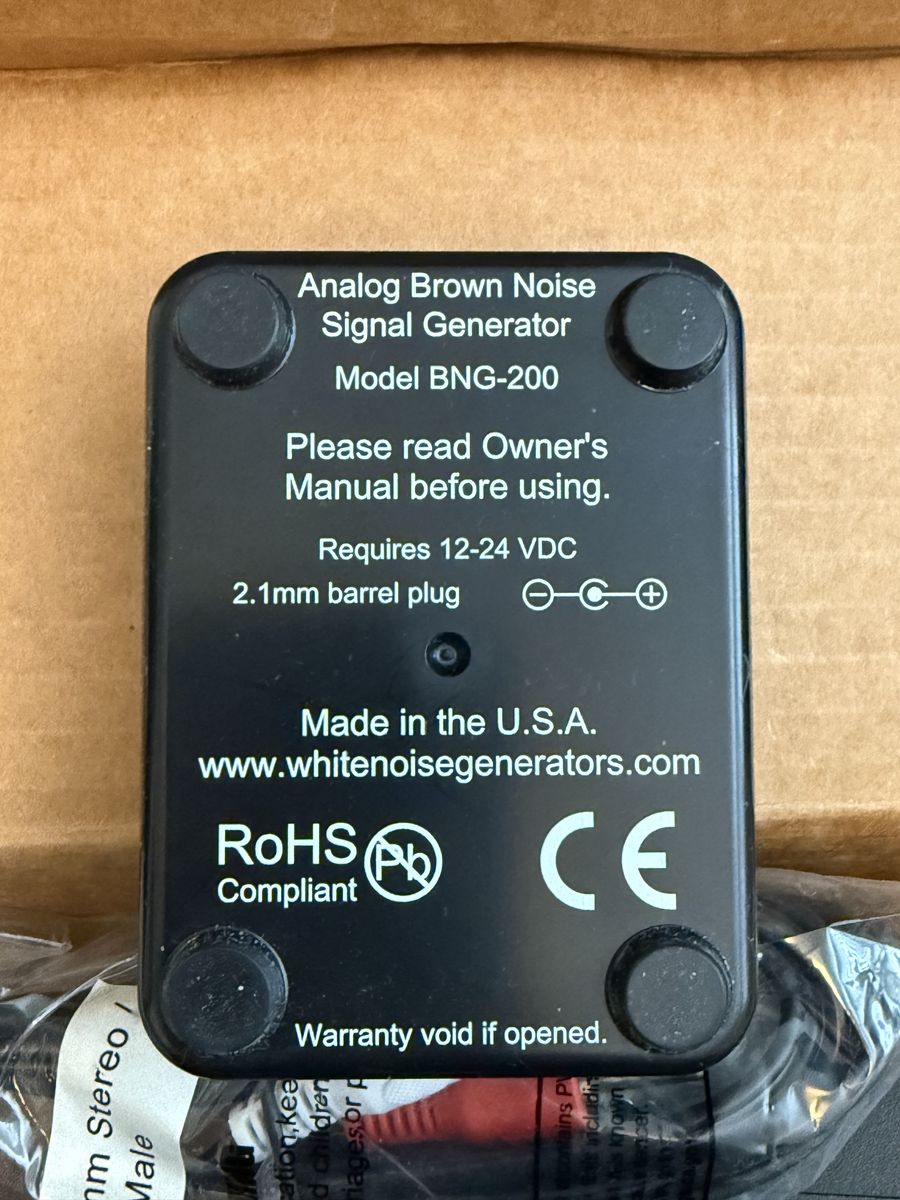 Analog Brown Noise
Signal Generator
Model BNG-200
Please read Owner's
Manual before using.
Requires 12-24 VDC
2.1mm barrel plug
Made in the U.S.A.
www.whitenoisegenerators.com
RoHS
Compliant
Pb
CE
Warranty void if opened.
Stereo
Male
children
known